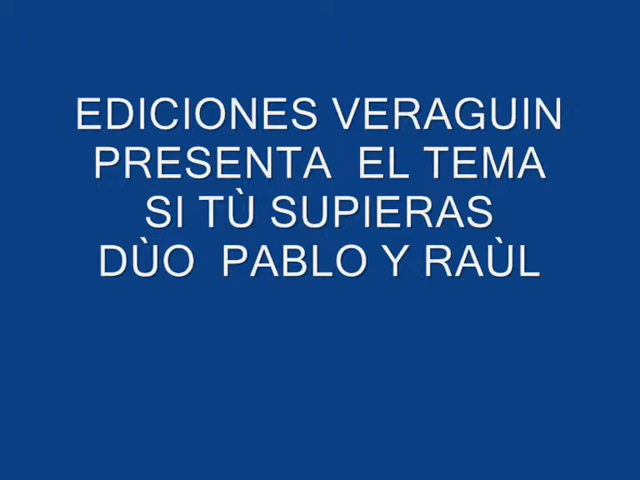 EDICIONES VERAGUIN
PRESENTA  EL TEMA
SI TÙ SUPIERAS
DÙO  PABLO Y RAÙL